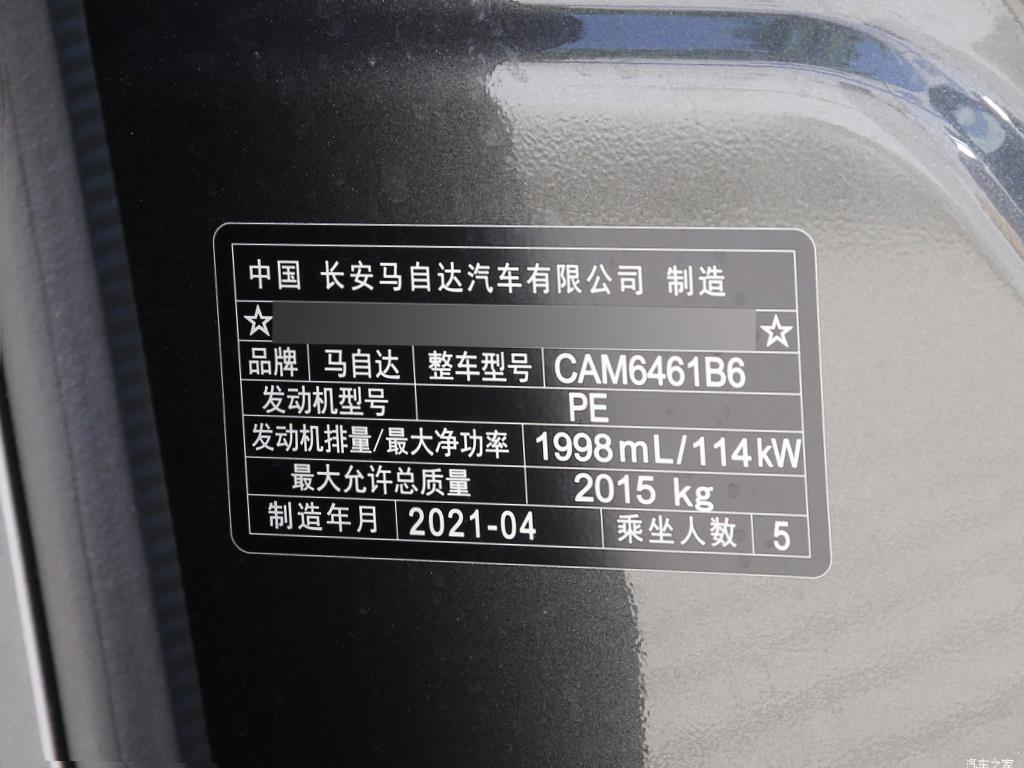 中国 长安马自达汽车有限公司 制造
☆ ☆
品牌 马自达 整车型号 CAM6461B6
发动机型号 PE
发动机排量/最大净功率 1998mL/114kW
最大允许总质量 2015 kg
制造年月 2021-04 乘坐人数 5
汽车之家